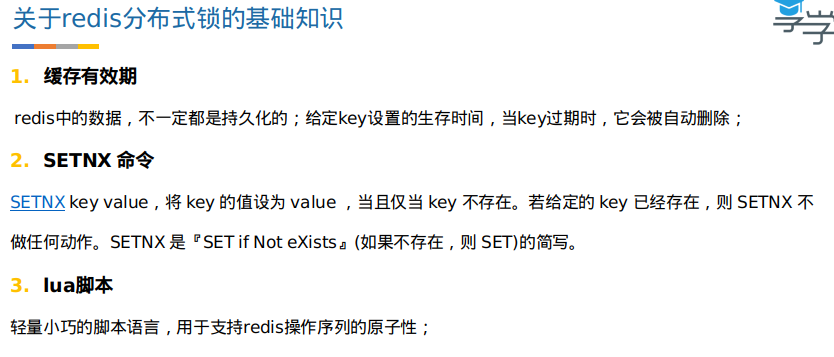 关于redis分布式锁的基础知识
学学
1. 缓存有效期
redis中的数据，不一定都是持久化的；给定key设置的生存时间，当key过期时，它会被自动删除；
2. SETNX 命令
SETNX key value，将 key 的值设为 value ，当且仅当 key 不存在。若给定的 key 已经存在，则 SETNX 不
做任何动作。SETNX 是『SET if Not eXists』(如果不存在，则 SET)的简写。
3. lua脚本
轻量小巧的脚本语言，用于支持redis操作序列的原子性；